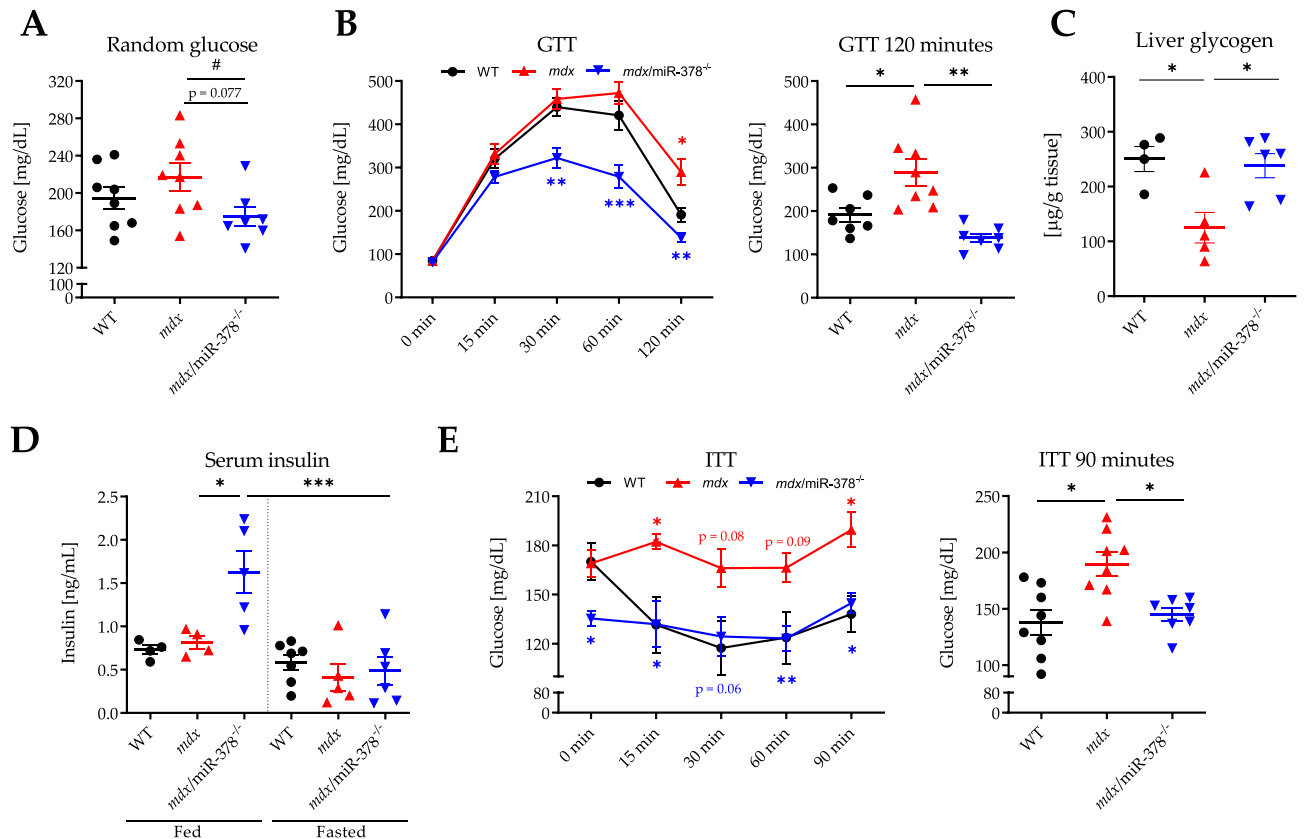 A
Random glucose
#
p = 0.077
Glucose [mg/dL]
320
280
240
200
160
120
100
0
WT
mdx
mdx/miR-378⁻/⁻
B
GTT
WT
mdx
mdx/miR-378⁻/⁻
Glucose [mg/dL]
500
400
300
200
100
0
*
**
***
**
0 min
15 min
30 min
60 min
120 min
GTT 120 minutes
*
**
Glucose [mg/dL]
500
400
300
200
100
0
WT
mdx
mdx/miR-378⁻/⁻
C
Liver glycogen
*
*
[µg/g tissue]
400
300
200
100
0
WT
mdx
mdx/miR-378⁻/⁻
D
Serum insulin
*
***
Insulin [ng/mL]
2.5
2.0
1.5
1.0
0.5
0.0
WT
mdx
mdx/miR-378⁻/⁻
WT
mdx
mdx/miR-378⁻/⁻
Fed
Fasted
E
ITT
WT
mdx
mdx/miR-378⁻/⁻
Glucose [mg/dL]
210
180
150
120
80
0
*
p = 0.08
p = 0.09
*
*
*
p = 0.06
**
*
0 min
15 min
30 min
60 min
90 min
ITT 90 minutes
*
*
Glucose [mg/dL]
250
200
150
100
80
0
WT
mdx
mdx/miR-378⁻/⁻